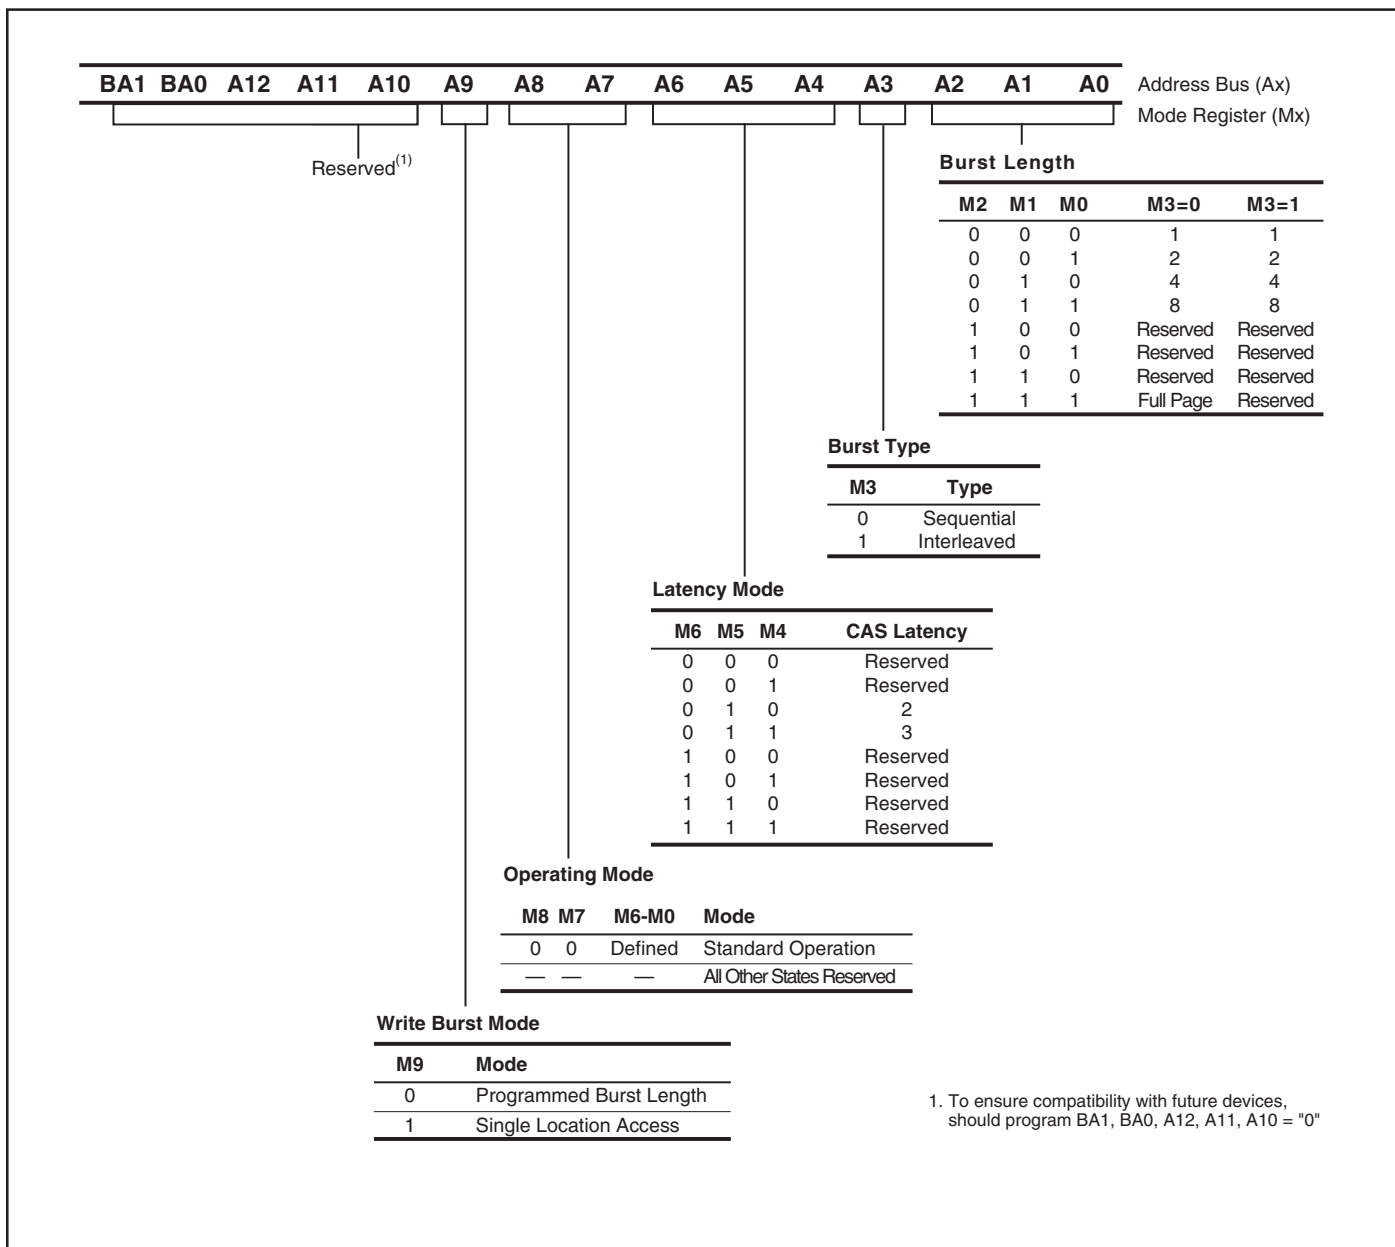 BA1 BA0 A12 A11 A10 A9 A8 A7 A6 A5 A4 A3 A2 A1 A0 Address Bus (Ax)
Mode Register (Mx)
Reserved(1)
Burst Length
M2 M1 M0 M3=0 M3=1
0 0 0 1 1
0 0 1 2 2
0 1 0 4 4
0 1 1 8 8
1 0 0 Reserved Reserved
1 0 1 Reserved Reserved
1 1 0 Reserved Reserved
1 1 1 Full Page Reserved
Burst Type
M3 Type
0 Sequential
1 Interleaved
Latency Mode
M6 M5 M4 CAS Latency
0 0 0 Reserved
0 0 1 Reserved
0 1 0 2
0 1 1 3
1 0 0 Reserved
1 0 1 Reserved
1 1 0 Reserved
1 1 1 Reserved
Operating Mode
M8 M7 M6-M0 Mode
0 0 Defined Standard Operation
— — — All Other States Reserved
Write Burst Mode
M9 Mode
0 Programmed Burst Length
1 Single Location Access
1. To ensure compatibility with future devices,
should program BA1, BA0, A12, A11, A10 = "0"